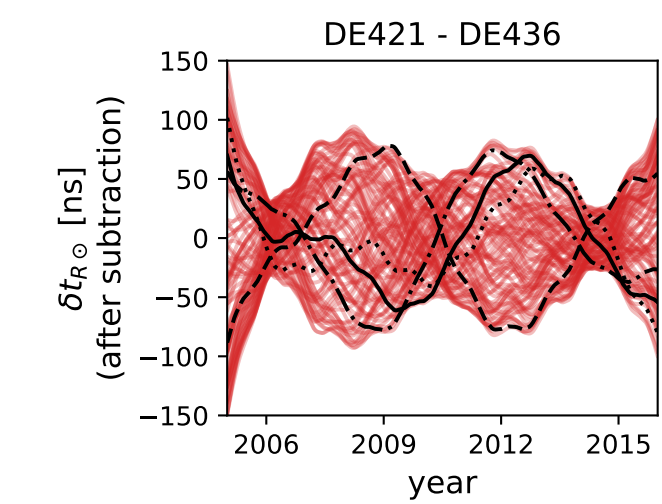 DE421 - DE436
150
100
50
0
−50
−100
−150
δt_{R⊙} [ns]
(after subtraction)
2006 2009 2012 2015
year